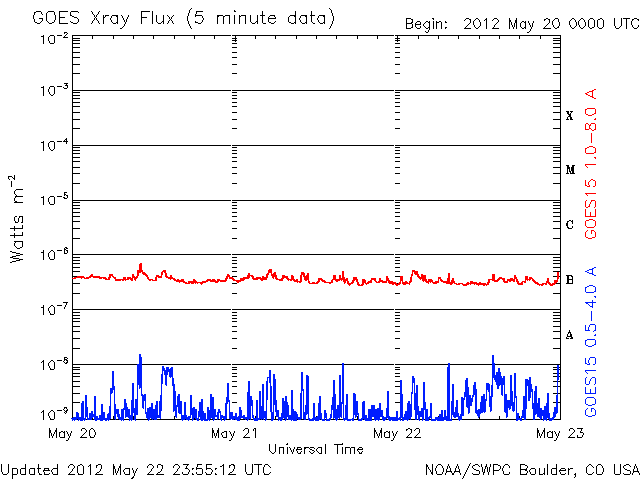 GOES Xray Flux (5 minute data)
Begin: 2012 May 20 0000 UTC
10⁻²
10⁻³
10⁻⁴
10⁻⁵
10⁻⁶
10⁻⁷
10⁻⁸
10⁻⁹
Watts m⁻²
X
M
C
B
A
GOES15 1.0-8.0 A
GOES15 0.5-4.0 A
May 20 May 21 May 22 May 23
Universal Time
Updated 2012 May 22 23:55:12 UTC
NOAA/SWPC Boulder, CO USA